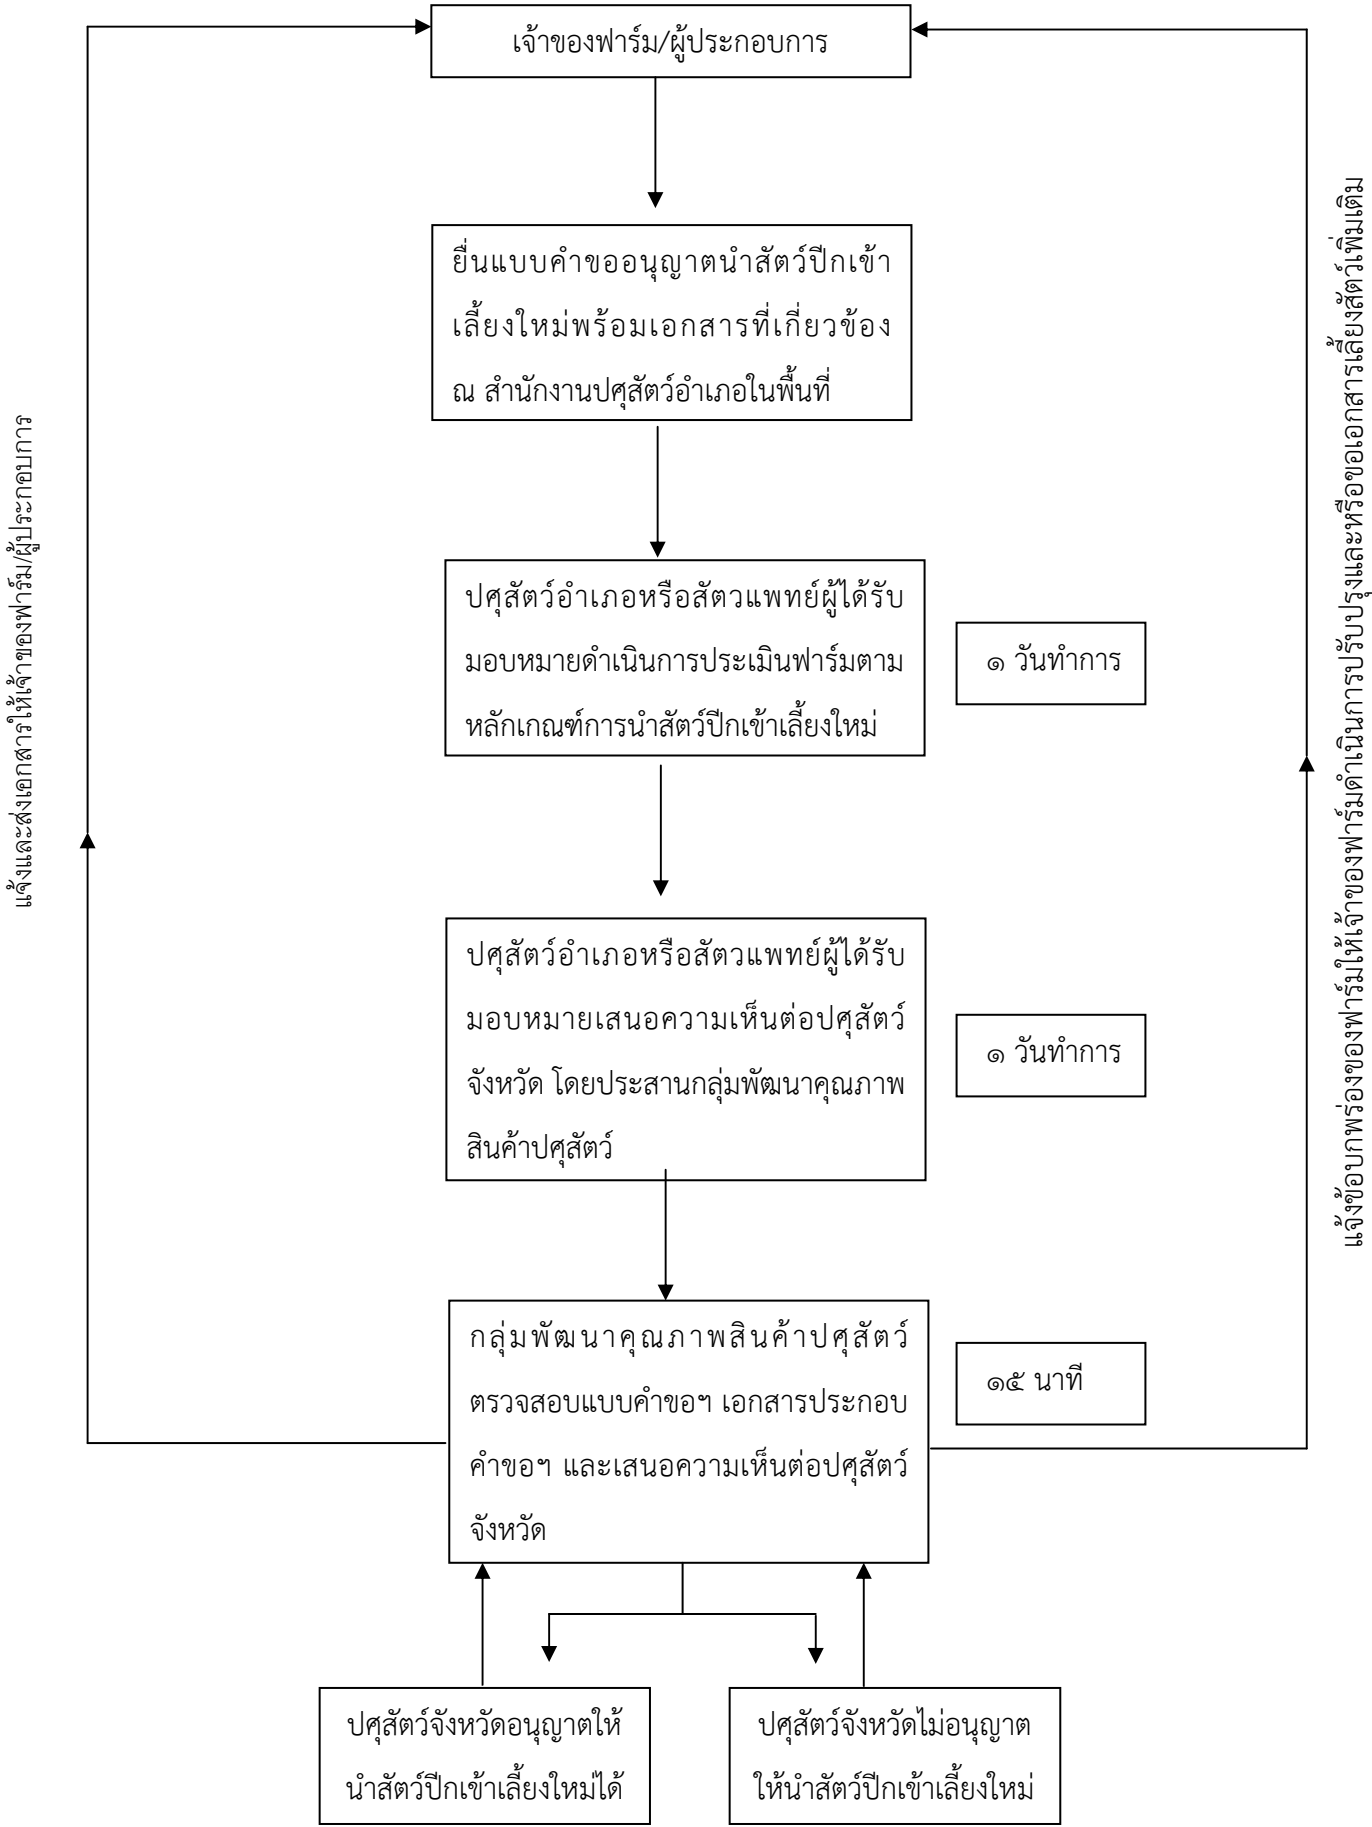 เจ้าของฟาร์ม/ผู้ประกอบการ
ยื่นแบบคำขออนุญาตนำสัตว์ปีกเข้า
เลี้ยงใหม่พร้อมเอกสารที่เกี่ยวข้อง
ณ สำนักงานปศุสัตว์อำเภอในพื้นที่
ปศุสัตว์อำเภอหรือสัตวแพทย์ผู้ได้รับ
มอบหมายดำเนินการประเมินฟาร์มตาม
หลักเกณฑ์การนำสัตว์ปีกเข้าเลี้ยงใหม่
๑ วันทำการ
ปศุสัตว์อำเภอหรือสัตวแพทย์ผู้ได้รับ
มอบหมายเสนอความเห็นต่อปศุสัตว์
จังหวัด โดยประสานกลุ่มพัฒนาคุณภาพ
สินค้าปศุสัตว์
๑ วันทำการ
กลุ่มพัฒนาคุณภาพสินค้าปศุสัตว์
ตรวจสอบแบบคำขอฯ เอกสารประกอบ
คำขอฯ และเสนอความเห็นต่อปศุสัตว์
จังหวัด
๑๕ นาที
ปศุสัตว์จังหวัดอนุญาตให้
นำสัตว์ปีกเข้าเลี้ยงใหม่ได้
ปศุสัตว์จังหวัดไม่อนุญาต
ให้นำสัตว์ปีกเข้าเลี้ยงใหม่
แจ้งและส่งเอกสารให้เจ้าของฟาร์ม/ผู้ประกอบการ
แจ้งข้อบกพร่องของฟาร์มให้เจ้าของฟาร์มดำเนินการปรับปรุงและหรือขอเอกสารเลี้ยงสัตว์เพิ่มเติม